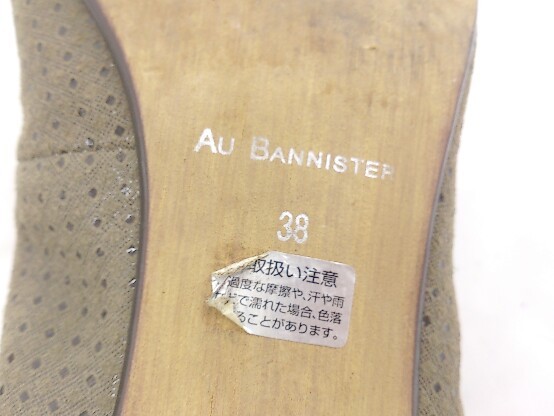 AU BANNISTER
38
取扱い注意
過度な摩擦や、汗や雨
で濡れた場合、色落
ることがあります。